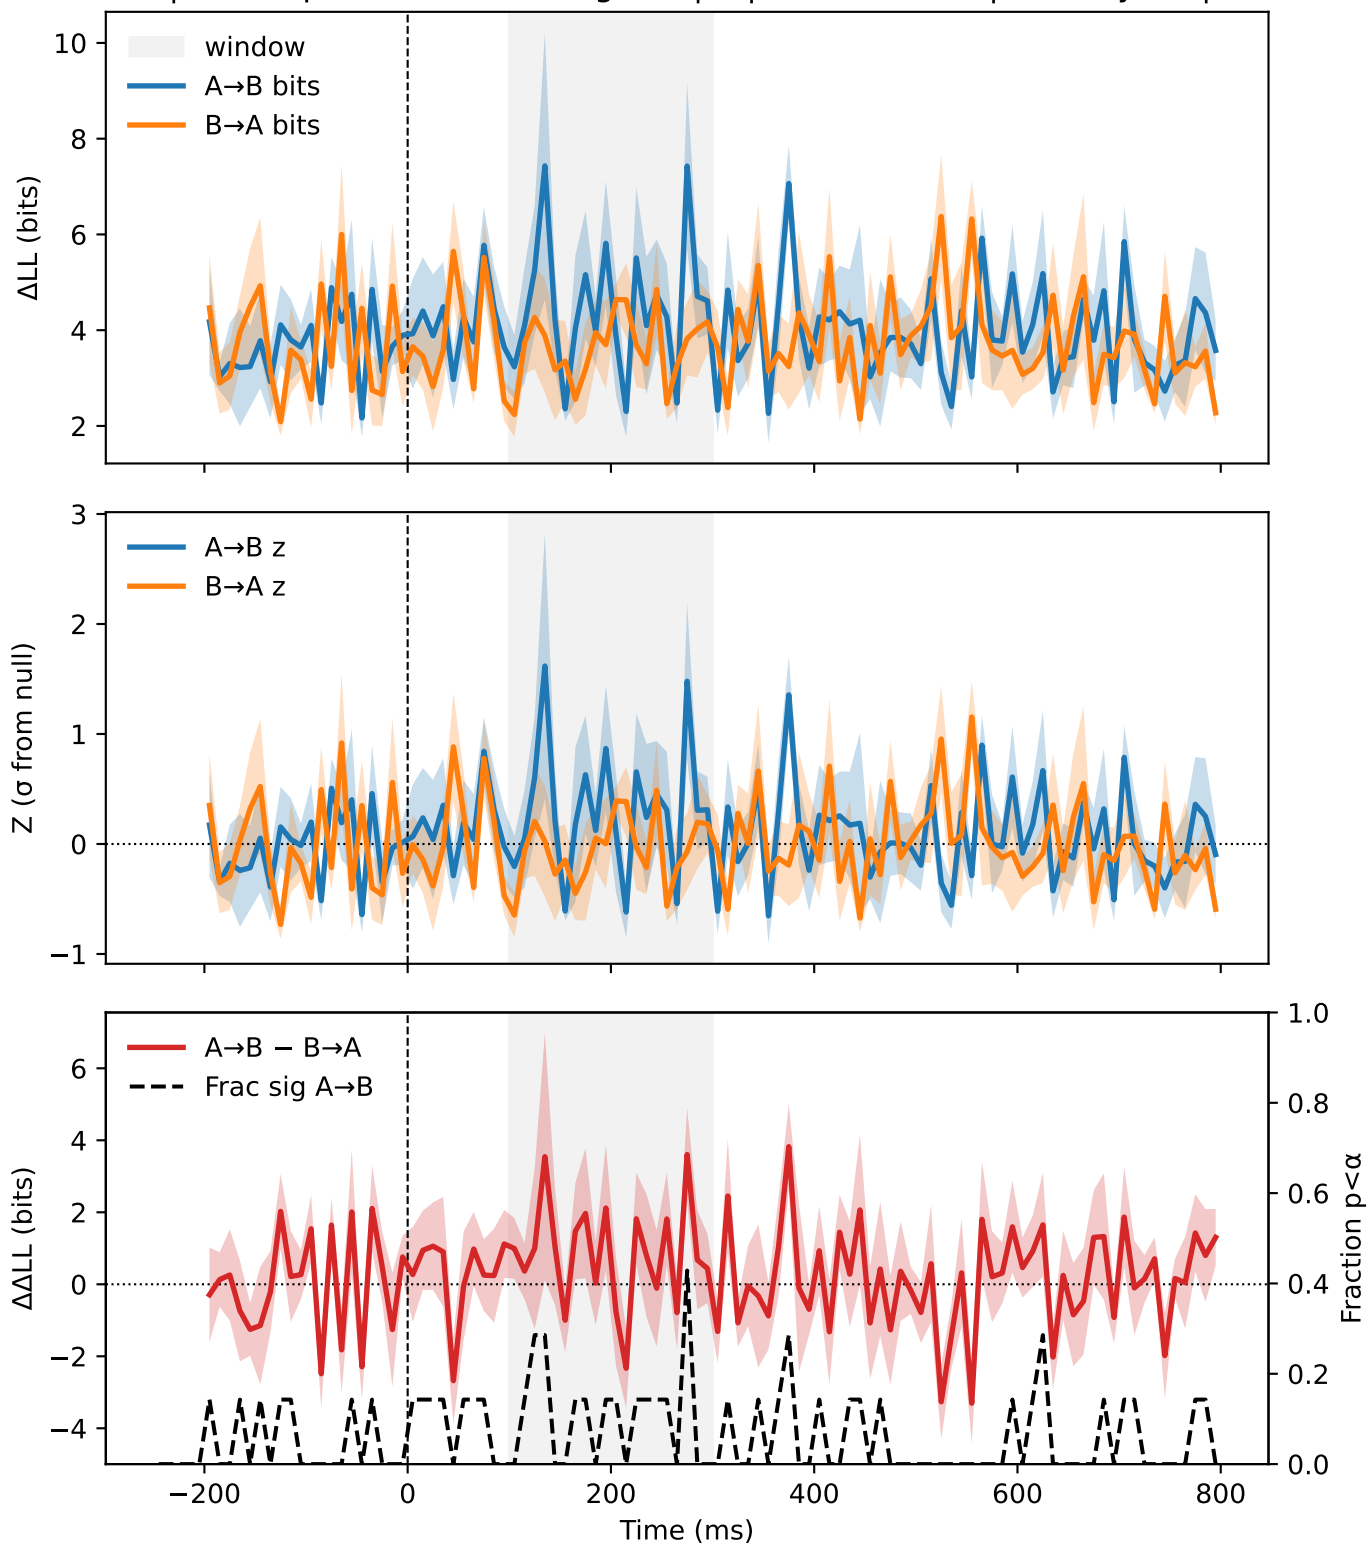 10
8
6
4
2
ΔLL (bits)
window
A→B bits
B→A bits
3
2
1
0
−1
Z (σ from null)
A→B z
B→A z
6
4
2
0
−2
−4
ΔΔLL (bits)
A→B − B→A
Frac sig A→B
1.0
0.8
0.6
0.4
0.2
0.0
Fraction p<α
−200 0 200 400 600 800
Time (ms)